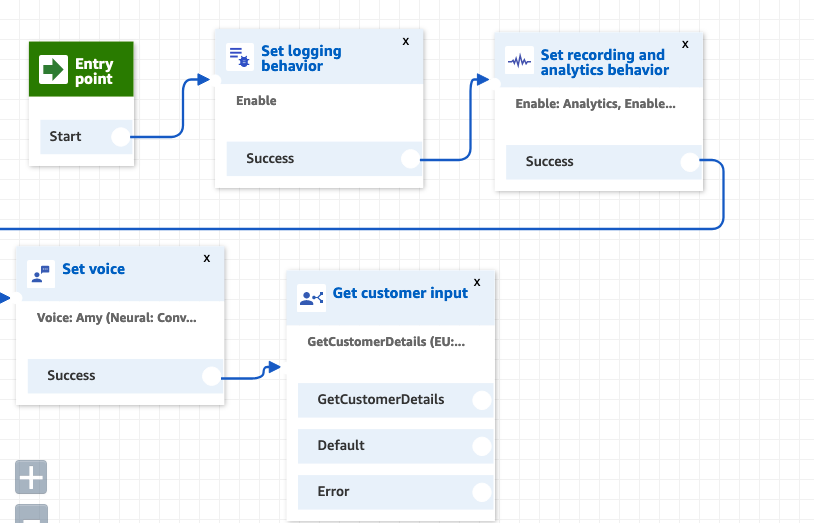 Entry
point
Start
Set logging
behavior
x
Enable
Success
Set recording and
analytics behavior
x
Enable: Analytics, Enable...
Success
Set voice
x
Voice: Amy (Neural: Conv...
Success
Get customer input
x
GetCustomerDetails (EU:...
GetCustomerDetails
Default
Error